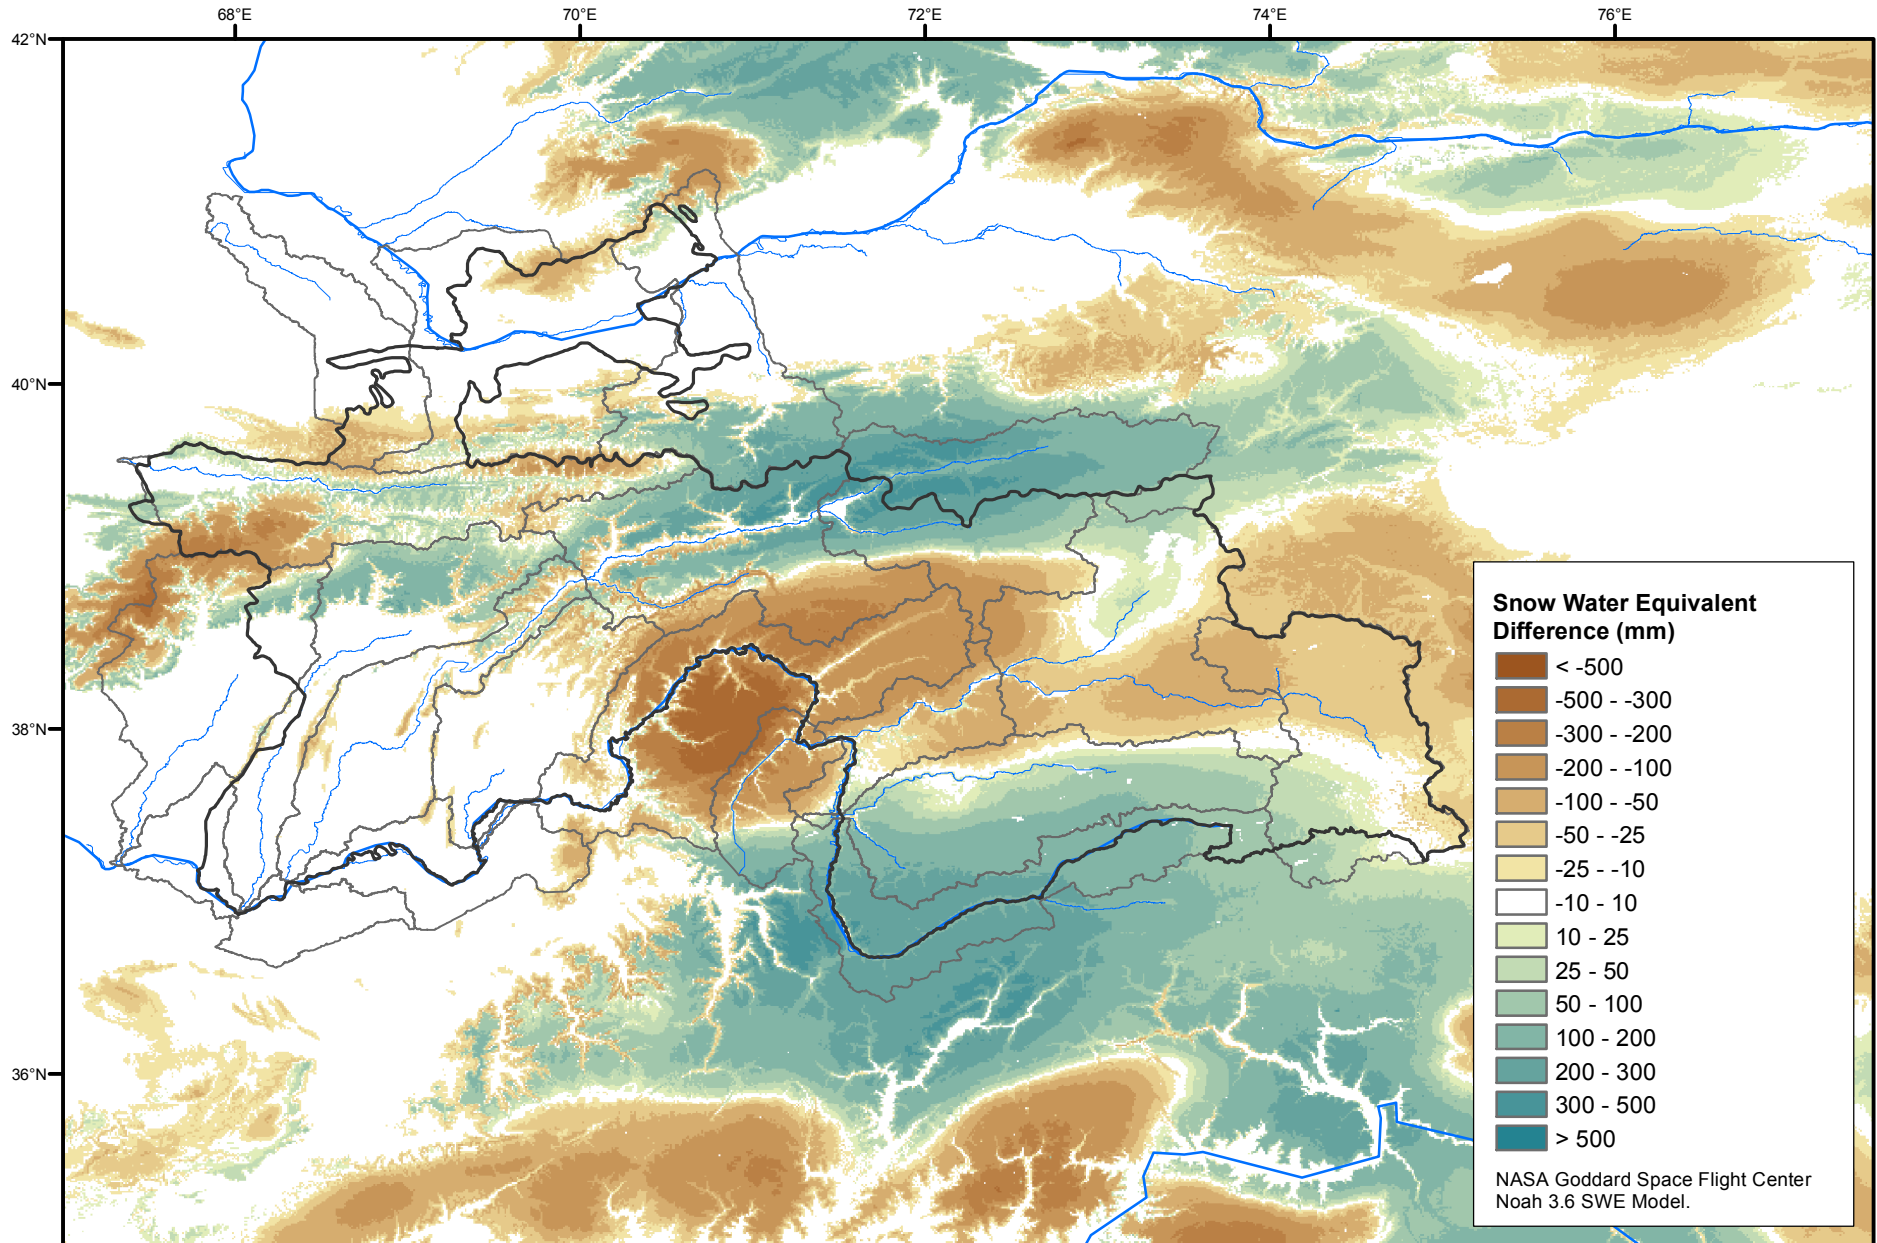 68°E 70°E 72°E 74°E 76°E
42°N
40°N
38°N
36°N
Snow Water Equivalent
Difference (mm)
< -500
-500 - -300
-300 - -200
-200 - -100
-100 - -50
-50 - -25
-25 - -10
-10 - 10
10 - 25
25 - 50
50 - 100
100 - 200
200 - 300
300 - 500
> 500
NASA Goddard Space Flight Center
Noah 3.6 SWE Model.